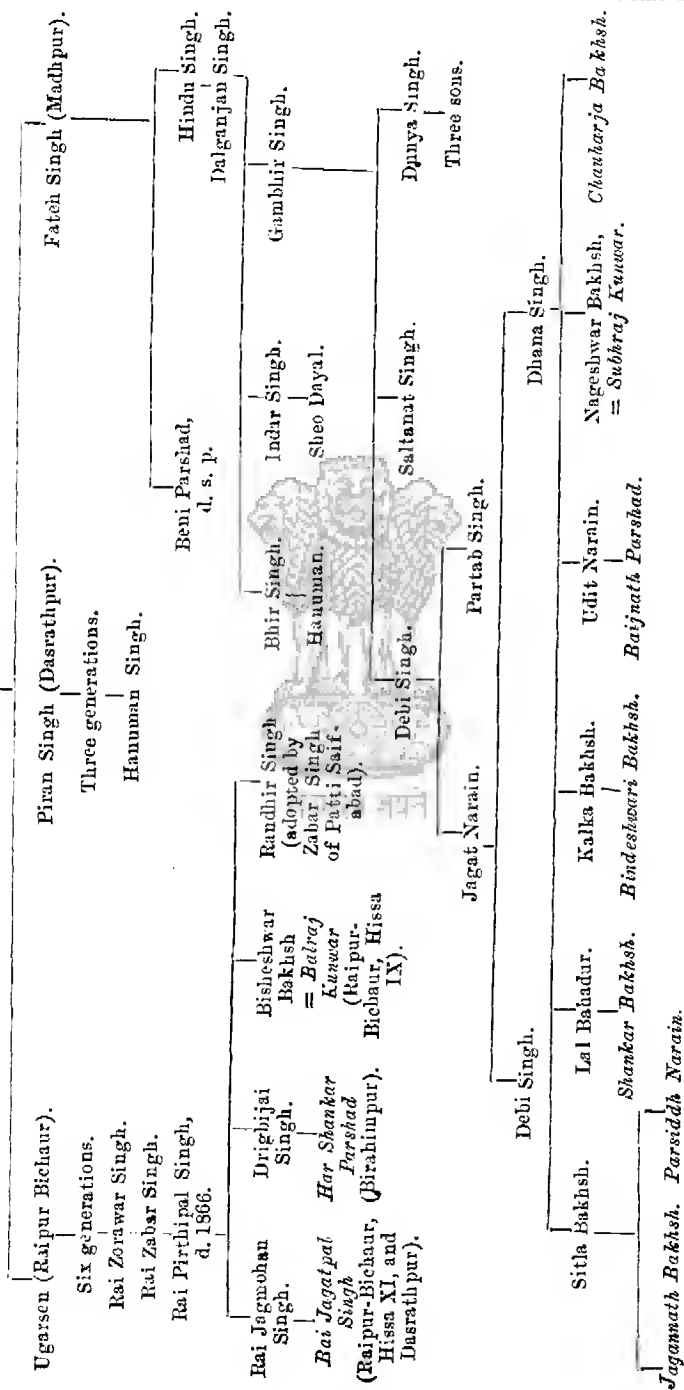 Ugarsen (Raipur Bichaur).
Six generations.
Rai Zorawar Singh.
Rai Zabar Singh.
Rai Pirthipal Singh,
d. 1866.
Rai Jagmohan
Singh.
Rai Jagatpal
Singh
(Raipur-Bichaur,
Hissa XI, and
Dasrathpur).
Drigbijai
Singh.
Har Shankar
Parshad
(Birahimpur).
Bisheshwar
Bakhsh
= Balraj
Kunwar
(Raipur-
Bichaur, Hissa
IX).
Randhir Singh
(adopted by
Zabar Singh
of Patti Saif-
abad).
Piran Singh (Dasrathpur).
Three generations.
Hanuman Singh.
Fateh Singh (Madhpur).
Beni Parshad,
d. s. p.
Hindu Singh.
Dalganjan Singh.
Bhir Singh.
Hanuman.
Indar Singh.
Sheo Dayal.
Gambhir Singh.
Debi Singh.
Saltanat Singh.
Dunya Singh.
Three sons.
Jagat Narain.
Partab Singh.
Debi Singh.
Dhana Singh.
Sitla Bakhsh.
Lal Bahadur.
Shankar Bakhsh.
Kalka Bakhsh.
Bindeshwari Bakhsh.
Udit Narain.
Baijnath Parshad.
Nageshwar Bakhsh,
= Subhraj Kunwar.
Chauharja Bakhsh.
Jagannath Bakhsh.
Parsiddh Narain.